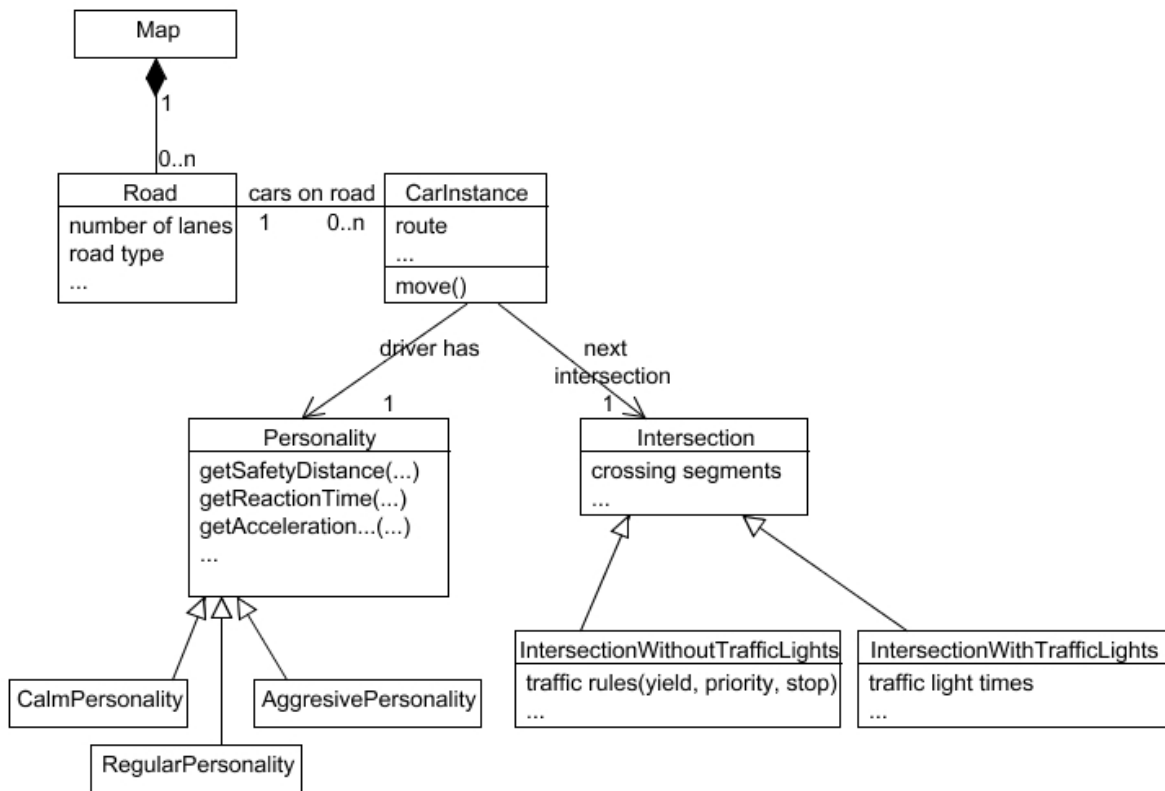 Map
1
0..n
Road
number of lanes
road type
...
cars on road
1
0..n
CarInstance
route
...
move()
driver has
1
next
intersection
1
Personality
getSafetyDistance(...)
getReactionTime(...)
getAcceleration...(...)
...
Intersection
crossing segments
...
CalmPersonality
AggresivePersonality
RegularPersonality
IntersectionWithoutTrafficLights
traffic rules(yield, priority, stop)
...
IntersectionWithTrafficLights
traffic light times
...